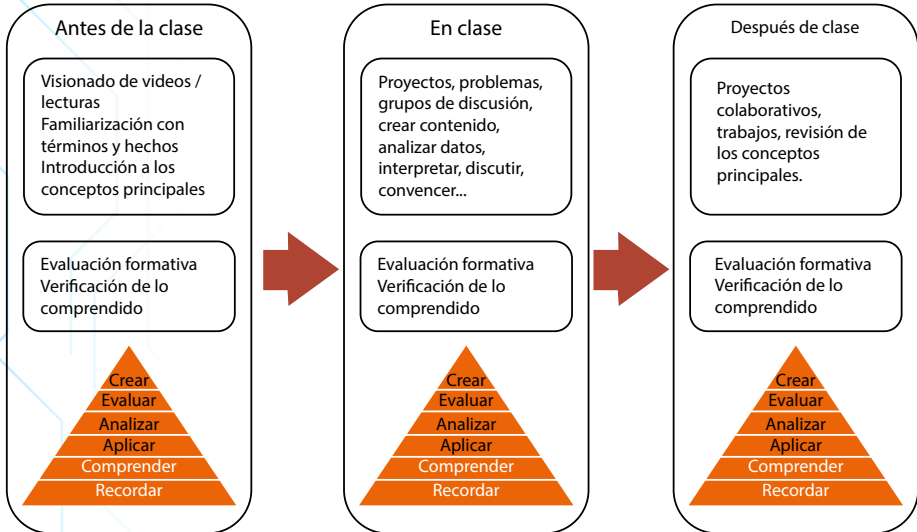 Antes de la clase
Visionado de videos /
lecturas
Familiarización con
términos y hechos
Introducción a los
conceptos principales
Evaluación formativa
Verificación de lo
comprendido
Crear
Evaluar
Analizar
Aplicar
Comprender
Recordar
En clase
Proyectos, problemas,
grupos de discusión,
crear contenido,
analizar datos,
interpretar, discutir,
convencer...
Evaluación formativa
Verificación de lo
comprendido
Crear
Evaluar
Analizar
Aplicar
Comprender
Recordar
Después de clase
Proyectos
colaborativos,
trabajos, revisión de
los conceptos
principales.
Evaluación formativa
Verificación de lo
comprendido
Crear
Evaluar
Analizar
Aplicar
Comprender
Recordar